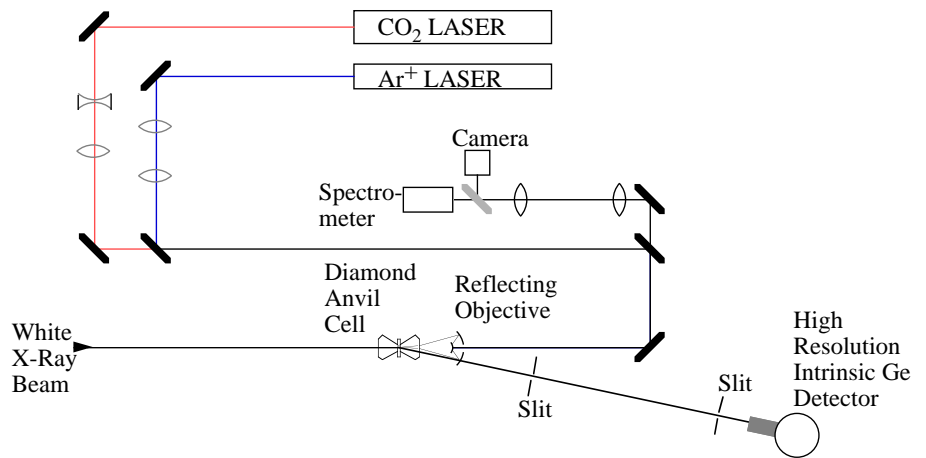 CO2 LASER
Ar+ LASER
Camera
Spectro-
meter
Diamond
Anvil
Cell
Reflecting
Objective
White
X-Ray
Beam
Slit
Slit
High
Resolution
Intrinsic Ge
Detector